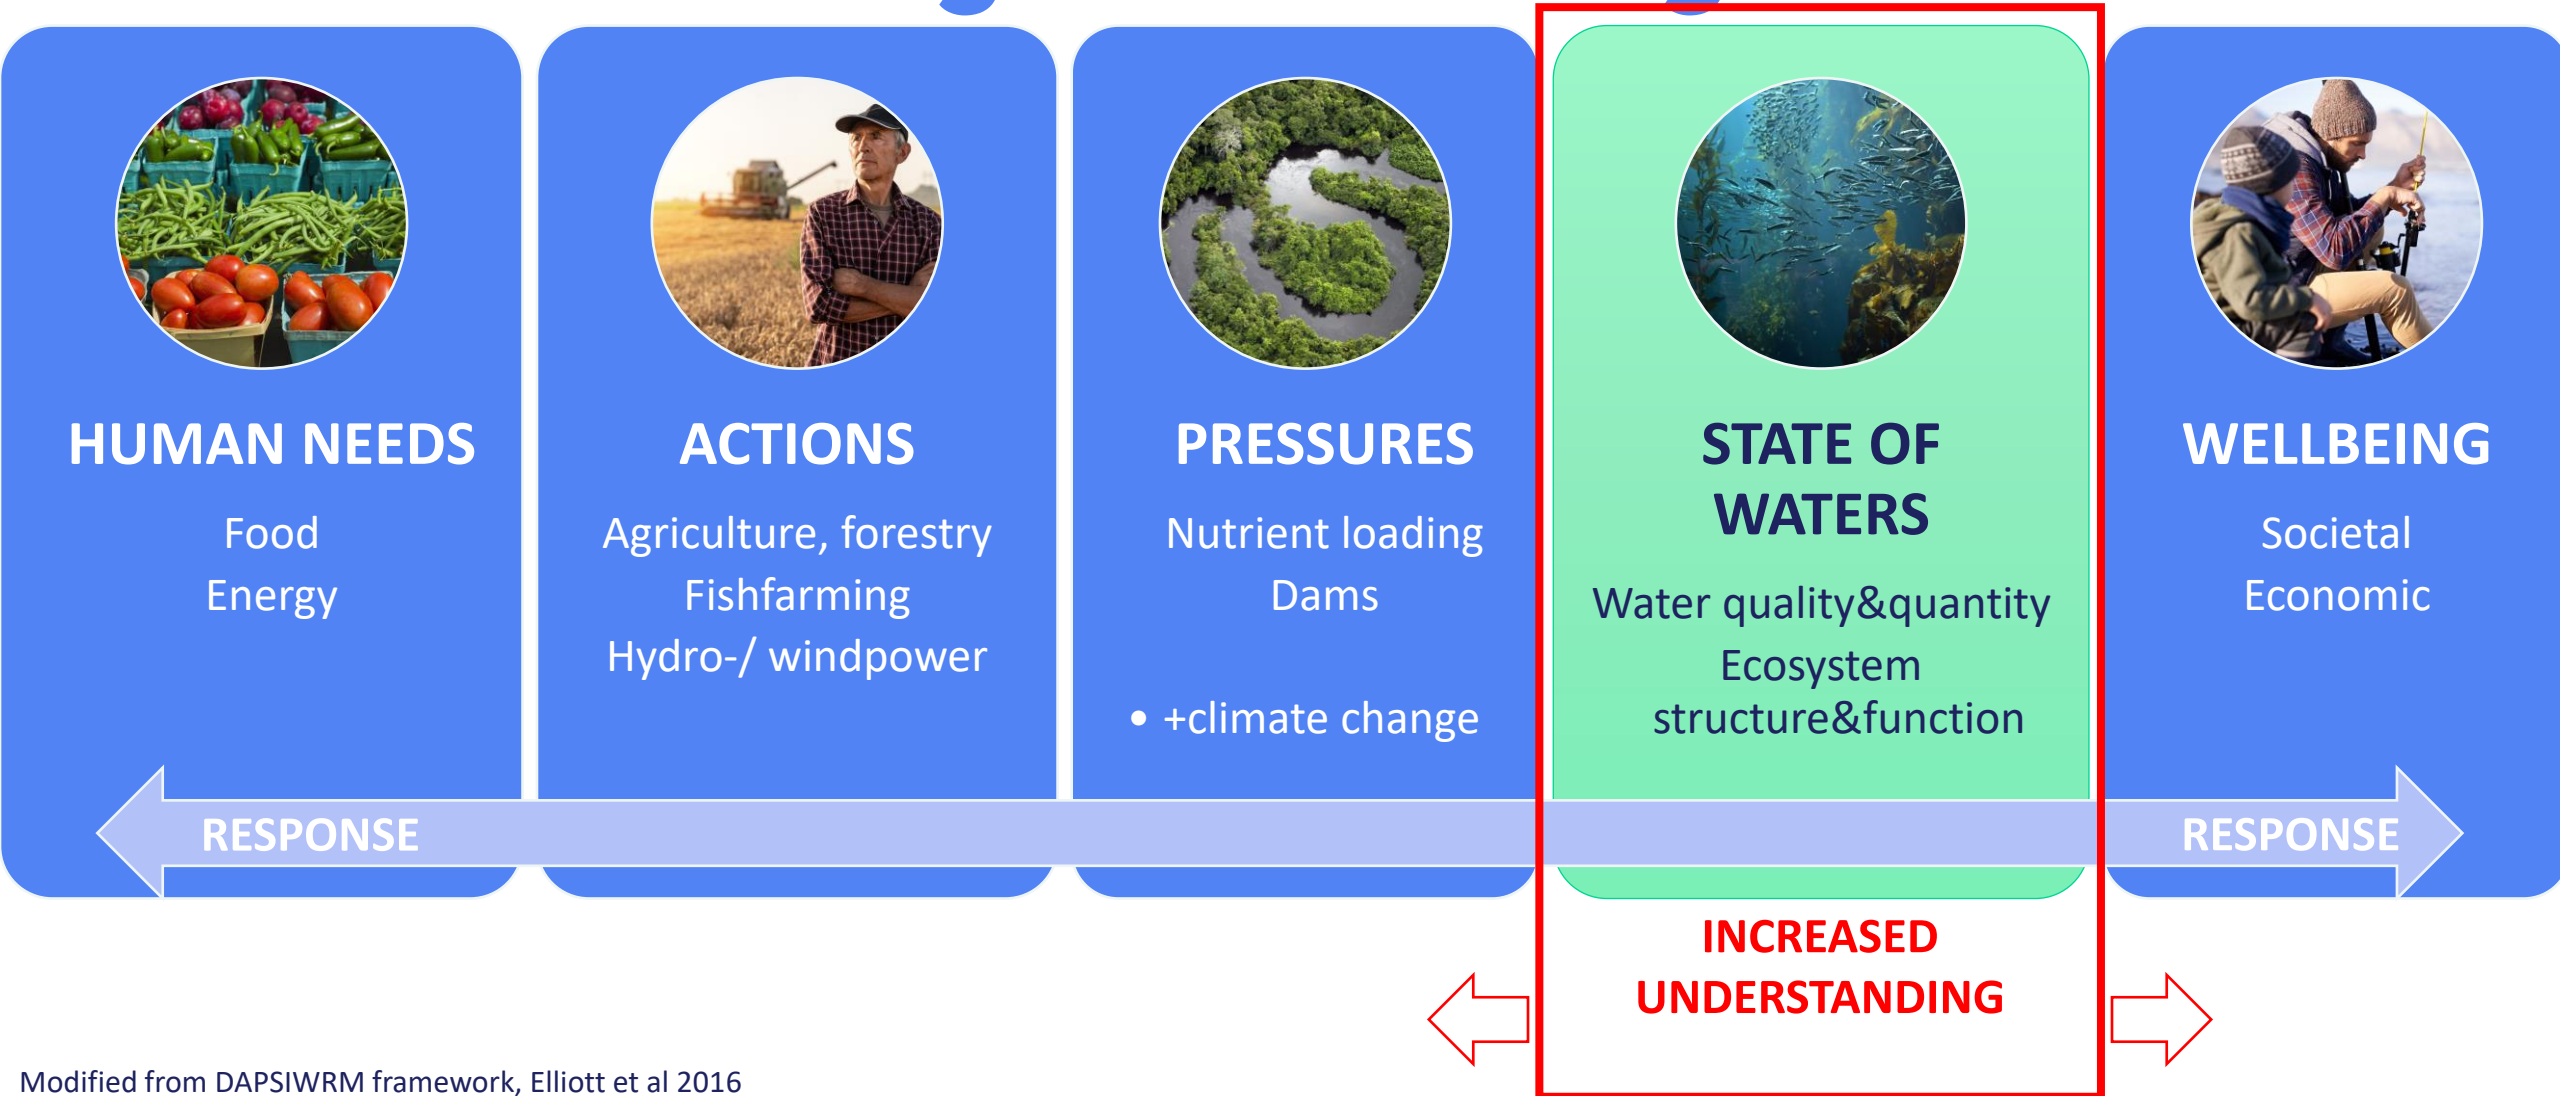 HUMAN NEEDS
Food
Energy
ACTIONS
Agriculture, forestry
Fishfarming
Hydro-/ windpower
PRESSURES
Nutrient loading
Dams
• +climate change
STATE OF
WATERS
Water quality&quantity
Ecosystem
structure&function
WELLBEING
Societal
Economic
RESPONSE
RESPONSE
INCREASED
UNDERSTANDING
Modified from DAPSIWRM framework, Elliott et al 2016